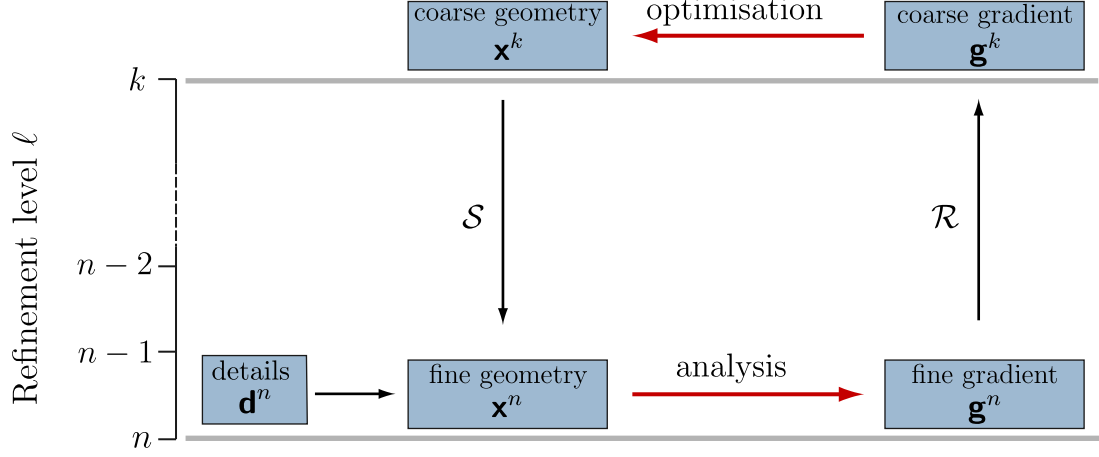 coarse geometry
𝐱^k
optimisation
coarse gradient
𝐠^k
k
Refinement level ℓ
𝒮
ℛ
n − 2
n − 1
details
𝐝^n
fine geometry
𝐱^n
analysis
fine gradient
𝐠^n
n